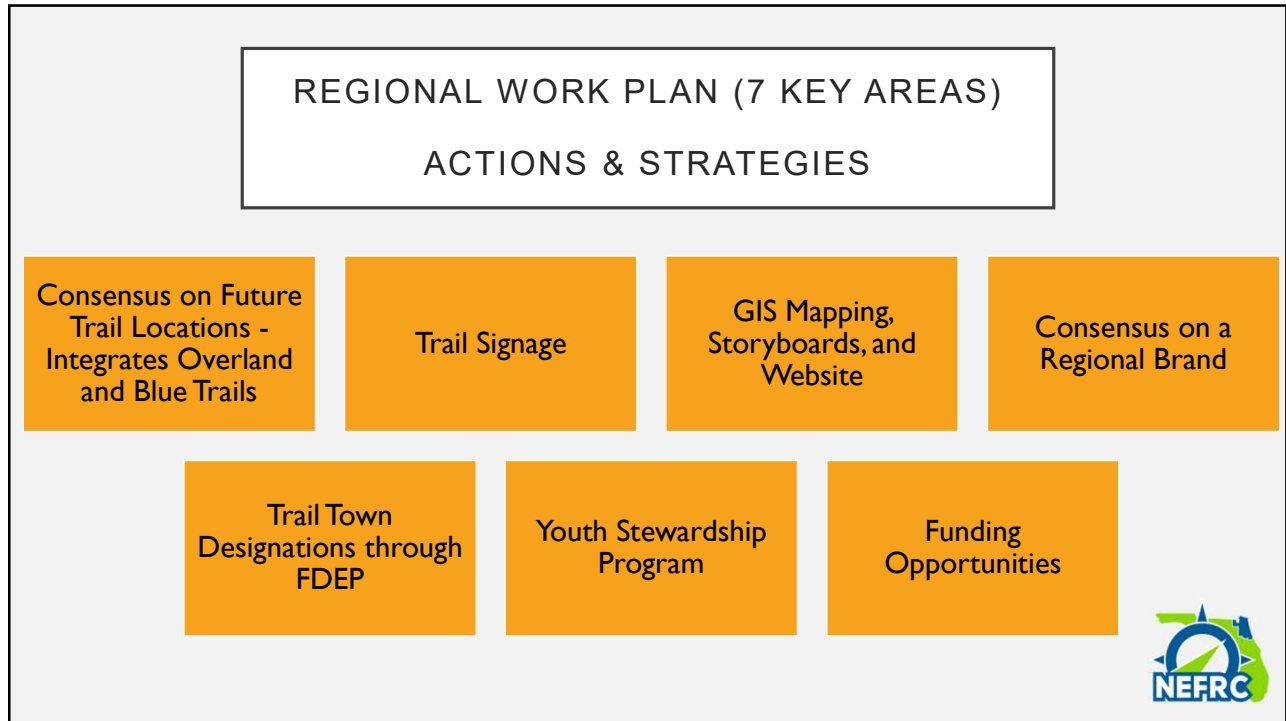 REGIONAL WORK PLAN (7 KEY AREAS)
ACTIONS & STRATEGIES
Consensus on Future
Trail Locations -
Integrates Overland
and Blue Trails
Trail Signage
GIS Mapping,
Storyboards, and
Website
Consensus on a
Regional Brand
Trail Town
Designations through
FDEP
Youth Stewardship
Program
Funding
Opportunities
NEFRC